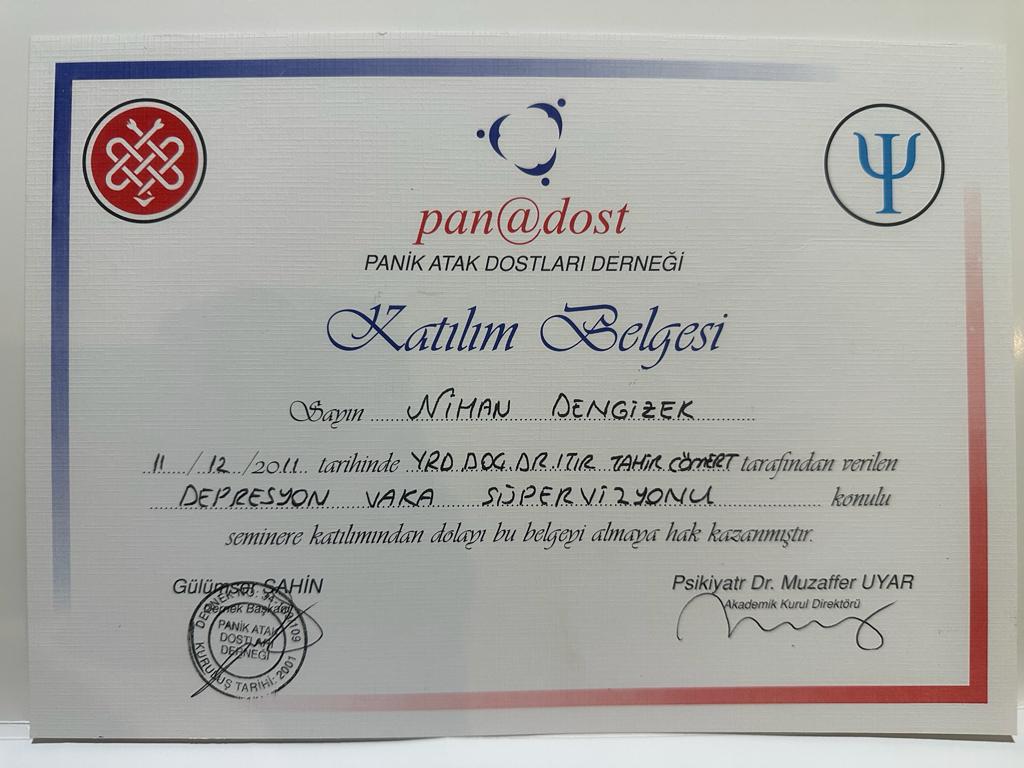 pan@dost
PANİK ATAK DOSTLARI DERNEĞİ
Katılım Belgesi
Sayın NİHAN DENGİZEK
11/12/2011 tarihinde YRD DOÇ.DR.ITIR TAHİR CÖMERT tarafından verilen
DEPRESYON VAKA SÜPERVİZYONU konulu
seminere katılımından dolayı bu belgeyi almaya hak kazanmıştır.
Gülümser ŞAHİN
Dernek Başkanı
Psikiyatr Dr. Muzaffer UYAR
Akademik Kurul Direktörü
DERNEK NO: 34-
PANİK ATAK
DOSTLARI
DERNEĞİ
KURULUŞ TARİHİ: 2001